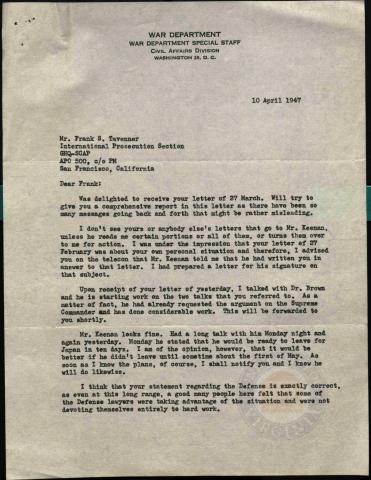 WAR DEPARTMENT
WAR DEPARTMENT SPECIAL STAFF
CIVIL AFFAIRS DIVISION
WASHINGTON 25, D. C.
10 April 1947
Mr. Frank S. Tavenner
International Prosecution Section
GHQ-SCAP
APO 500, c/o PM
San Francisco, California
Dear Frank:
Was delighted to receive your letter of 27 March. Will try to
give you a comprehensive report in this letter as there have been so
many messages going back and forth that might be rather misleading.
I don't see yours or anybody else's letters that go to Mr. Keenan,
unless he reads me certain portions or all of them, or turns them over
to me for action. I was under the impression that your letter of 27
February was about your own personal situation and therefore, I advised
you on the telecon that Mr. Keenan told me that he had written you in
answer to that letter. I had prepared a letter for his signature on
that subject.
Upon receipt of your letter of yesterday, I talked with Dr. Brown
and he is starting work on the two talks that you referred to. As a
matter of fact, he had already requested the argument on the Supreme
Commander and has done considerable work. This will be forwarded to
you shortly.
Mr. Keenan looks fine. Had a long talk with his Monday night and
again yesterday. Monday he stated that he would be ready to leave for
Japan in ten days. I am of the opinion, however, that it would be
better if he didn't leave until sometime about the first of May. As
soon as I know the plans, of course, I shall notify you and I know he
will do likewise.
I think that your statement regarding the Defense is exactly correct,
as even at this long range, a good many people here felt that some of
the Defense lawyers were taking advantage of the situation and were not
devoting themselves entirely to hard work.